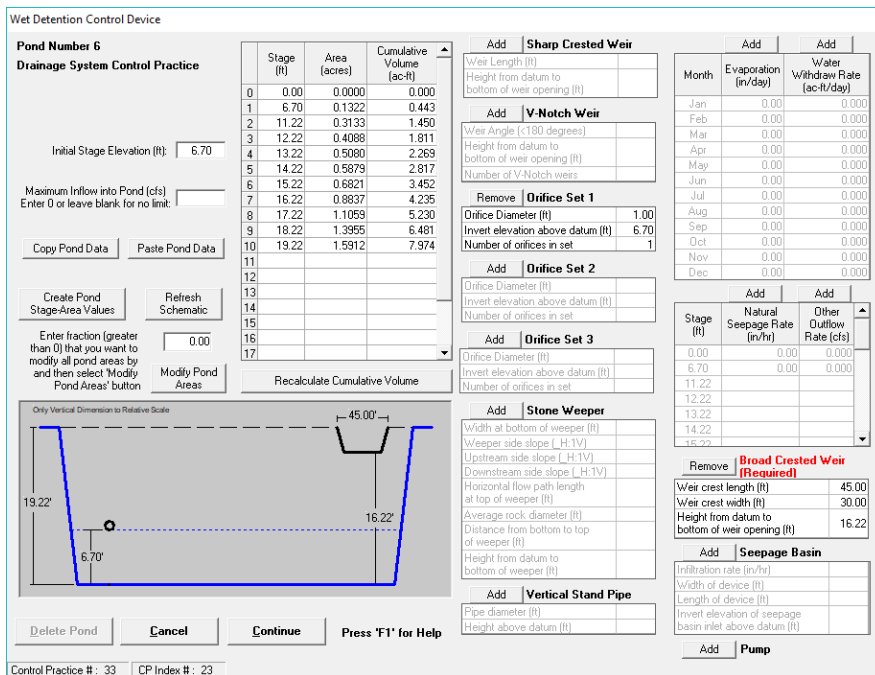 Wet Detention Control Device
Pond Number 6
Drainage System Control Practice
Initial Stage Elevation (ft): 6.70
Maximum Inflow into Pond (cfs)
Enter 0 or leave blank for no limit:
Copy Pond Data Paste Pond Data
Create Pond
Stage-Area Values
Refresh
Schematic
Enter fraction (greater
than 0) that you want to
modify all pond areas by
and then select 'Modify
Pond Areas' button
0.00
Modify Pond
Areas
Stage
(ft)
Area
(acres)
Cumulative
Volume
(ac-ft)
0 0.00 0.0000 0.000
1 6.70 0.1322 0.443
2 11.22 0.3133 1.450
3 12.22 0.4088 1.811
4 13.22 0.5080 2.269
5 14.22 0.5879 2.817
6 15.22 0.6821 3.452
7 16.22 0.8837 4.235
8 17.22 1.1059 5.230
9 18.22 1.3955 6.481
10 19.22 1.5912 7.974
11
12
13
14
15
16
17
Recalculate Cumulative Volume
Only Vertical Dimension to Relative Scale
45.00'
19.22'
16.22'
6.70'
Delete Pond Cancel Continue Press 'F1' for Help
Control Practice # : 33 CP Index # : 23
Add Sharp Crested Weir
Weir Length (ft)
Height from datum to
bottom of weir opening (ft)
Add V-Notch Weir
Weir Angle (<180 degrees)
Height from datum to
bottom of weir opening (ft)
Number of V-Notch weirs
Remove Orifice Set 1
Orifice Diameter (ft) 1.00
Invert elevation above datum (ft) 6.70
Number of orifices in set 1
Add Orifice Set 2
Orifice Diameter (ft)
Invert elevation above datum (ft)
Number of orifices in set
Add Orifice Set 3
Orifice Diameter (ft)
Invert elevation above datum (ft)
Number of orifices in set
Add Stone Weeper
Width at bottom of weeper (ft)
Weeper side slope (_H:1V)
Upstream side slope (_H:1V)
Downstream side slope (_H:1V)
Horizontal flow path length
at top of weeper (ft)
Average rock diameter (ft)
Distance from bottom to top
of weeper (ft)
Height from datum to
bottom of weeper (ft)
Add Vertical Stand Pipe
Pipe diameter (ft)
Height above datum (ft)
Add Add
Month
Evaporation
(in/day)
Water
Withdraw Rate
(ac-ft/day)
Jan 0.00 0.000
Feb 0.00 0.000
Mar 0.00 0.000
Apr 0.00 0.000
May 0.00 0.000
Jun 0.00 0.000
Jul 0.00 0.000
Aug 0.00 0.000
Sep 0.00 0.000
Oct 0.00 0.000
Nov 0.00 0.000
Dec 0.00 0.000
Add Add
Stage
(ft)
Natural
Seepage Rate
(in/hr)
Other
Outflow
Rate (cfs)
0.00 0.00 0.000
6.70 0.00 0.000
11.22
12.22
13.22
14.22
15.22
Remove Broad Crested Weir
(Required)
Weir crest length (ft) 45.00
Weir crest width (ft) 30.00
Height from datum to
bottom of weir opening (ft) 16.22
Add Seepage Basin
Infiltration rate (in/hr)
Width of device (ft)
Length of device (ft)
Invert elevation of seepage
basin inlet above datum (ft)
Add Pump